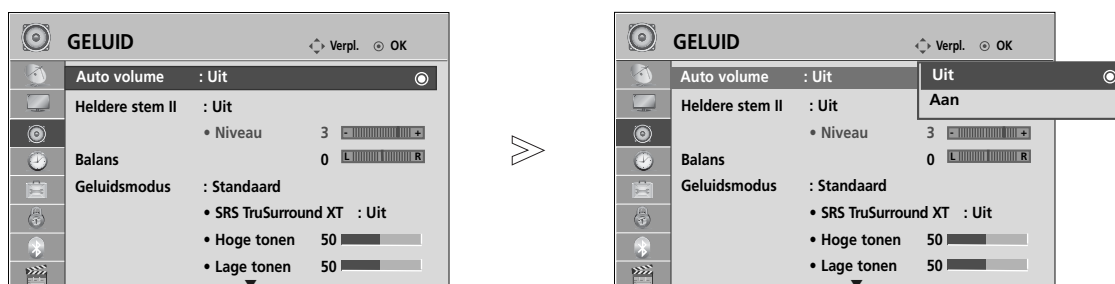 GELUID Verpl. OK
Auto volume : Uit
Heldere stem II : Uit
• Niveau 3 - +
Balans 0 L R
Geluidsmodus : Standaard
• SRS TruSurround XT : Uit
• Hoge tonen 50
• Lage tonen 50
GELUID Verpl. OK
Auto volume : Uit
Uit
Aan
Heldere stem II : Uit
• Niveau 3 - +
Balans 0 L R
Geluidsmodus : Standaard
• SRS TruSurround XT : Uit
• Hoge tonen 50
• Lage tonen 50